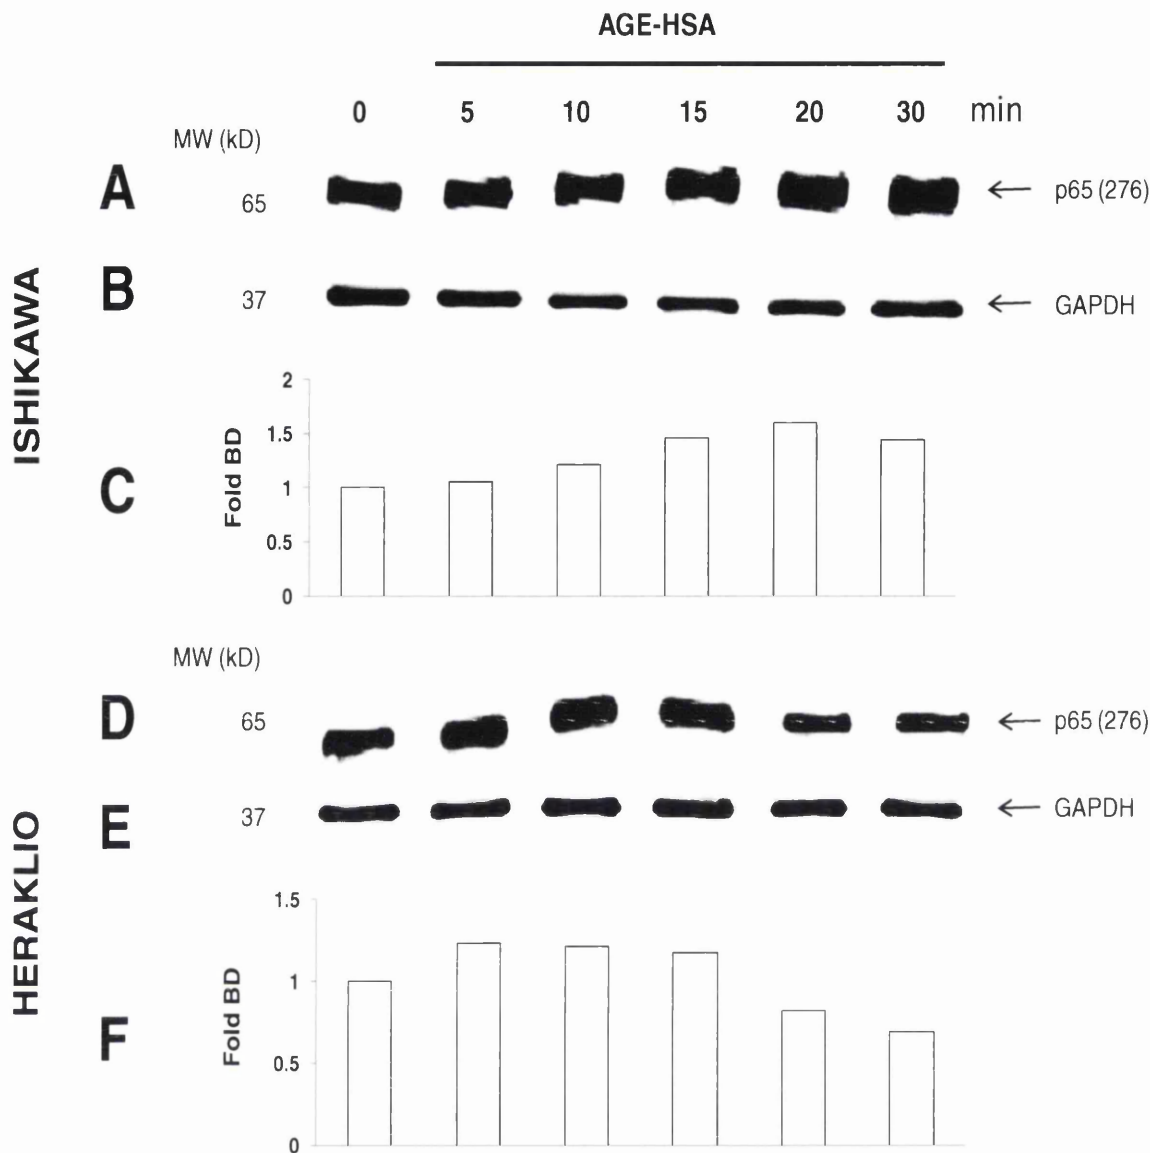 AGE-HSA
0 5 10 15 20 30 min
MW (kD)
A 65 p65 (276)
B 37 GAPDH
ISHIKAWA
C
Fold BD
2
1.5
1
0.5
0
MW (kD)
D 65 p65 (276)
E 37 GAPDH
HERAKLIO
F
Fold BD
1.5
1
0.5
0